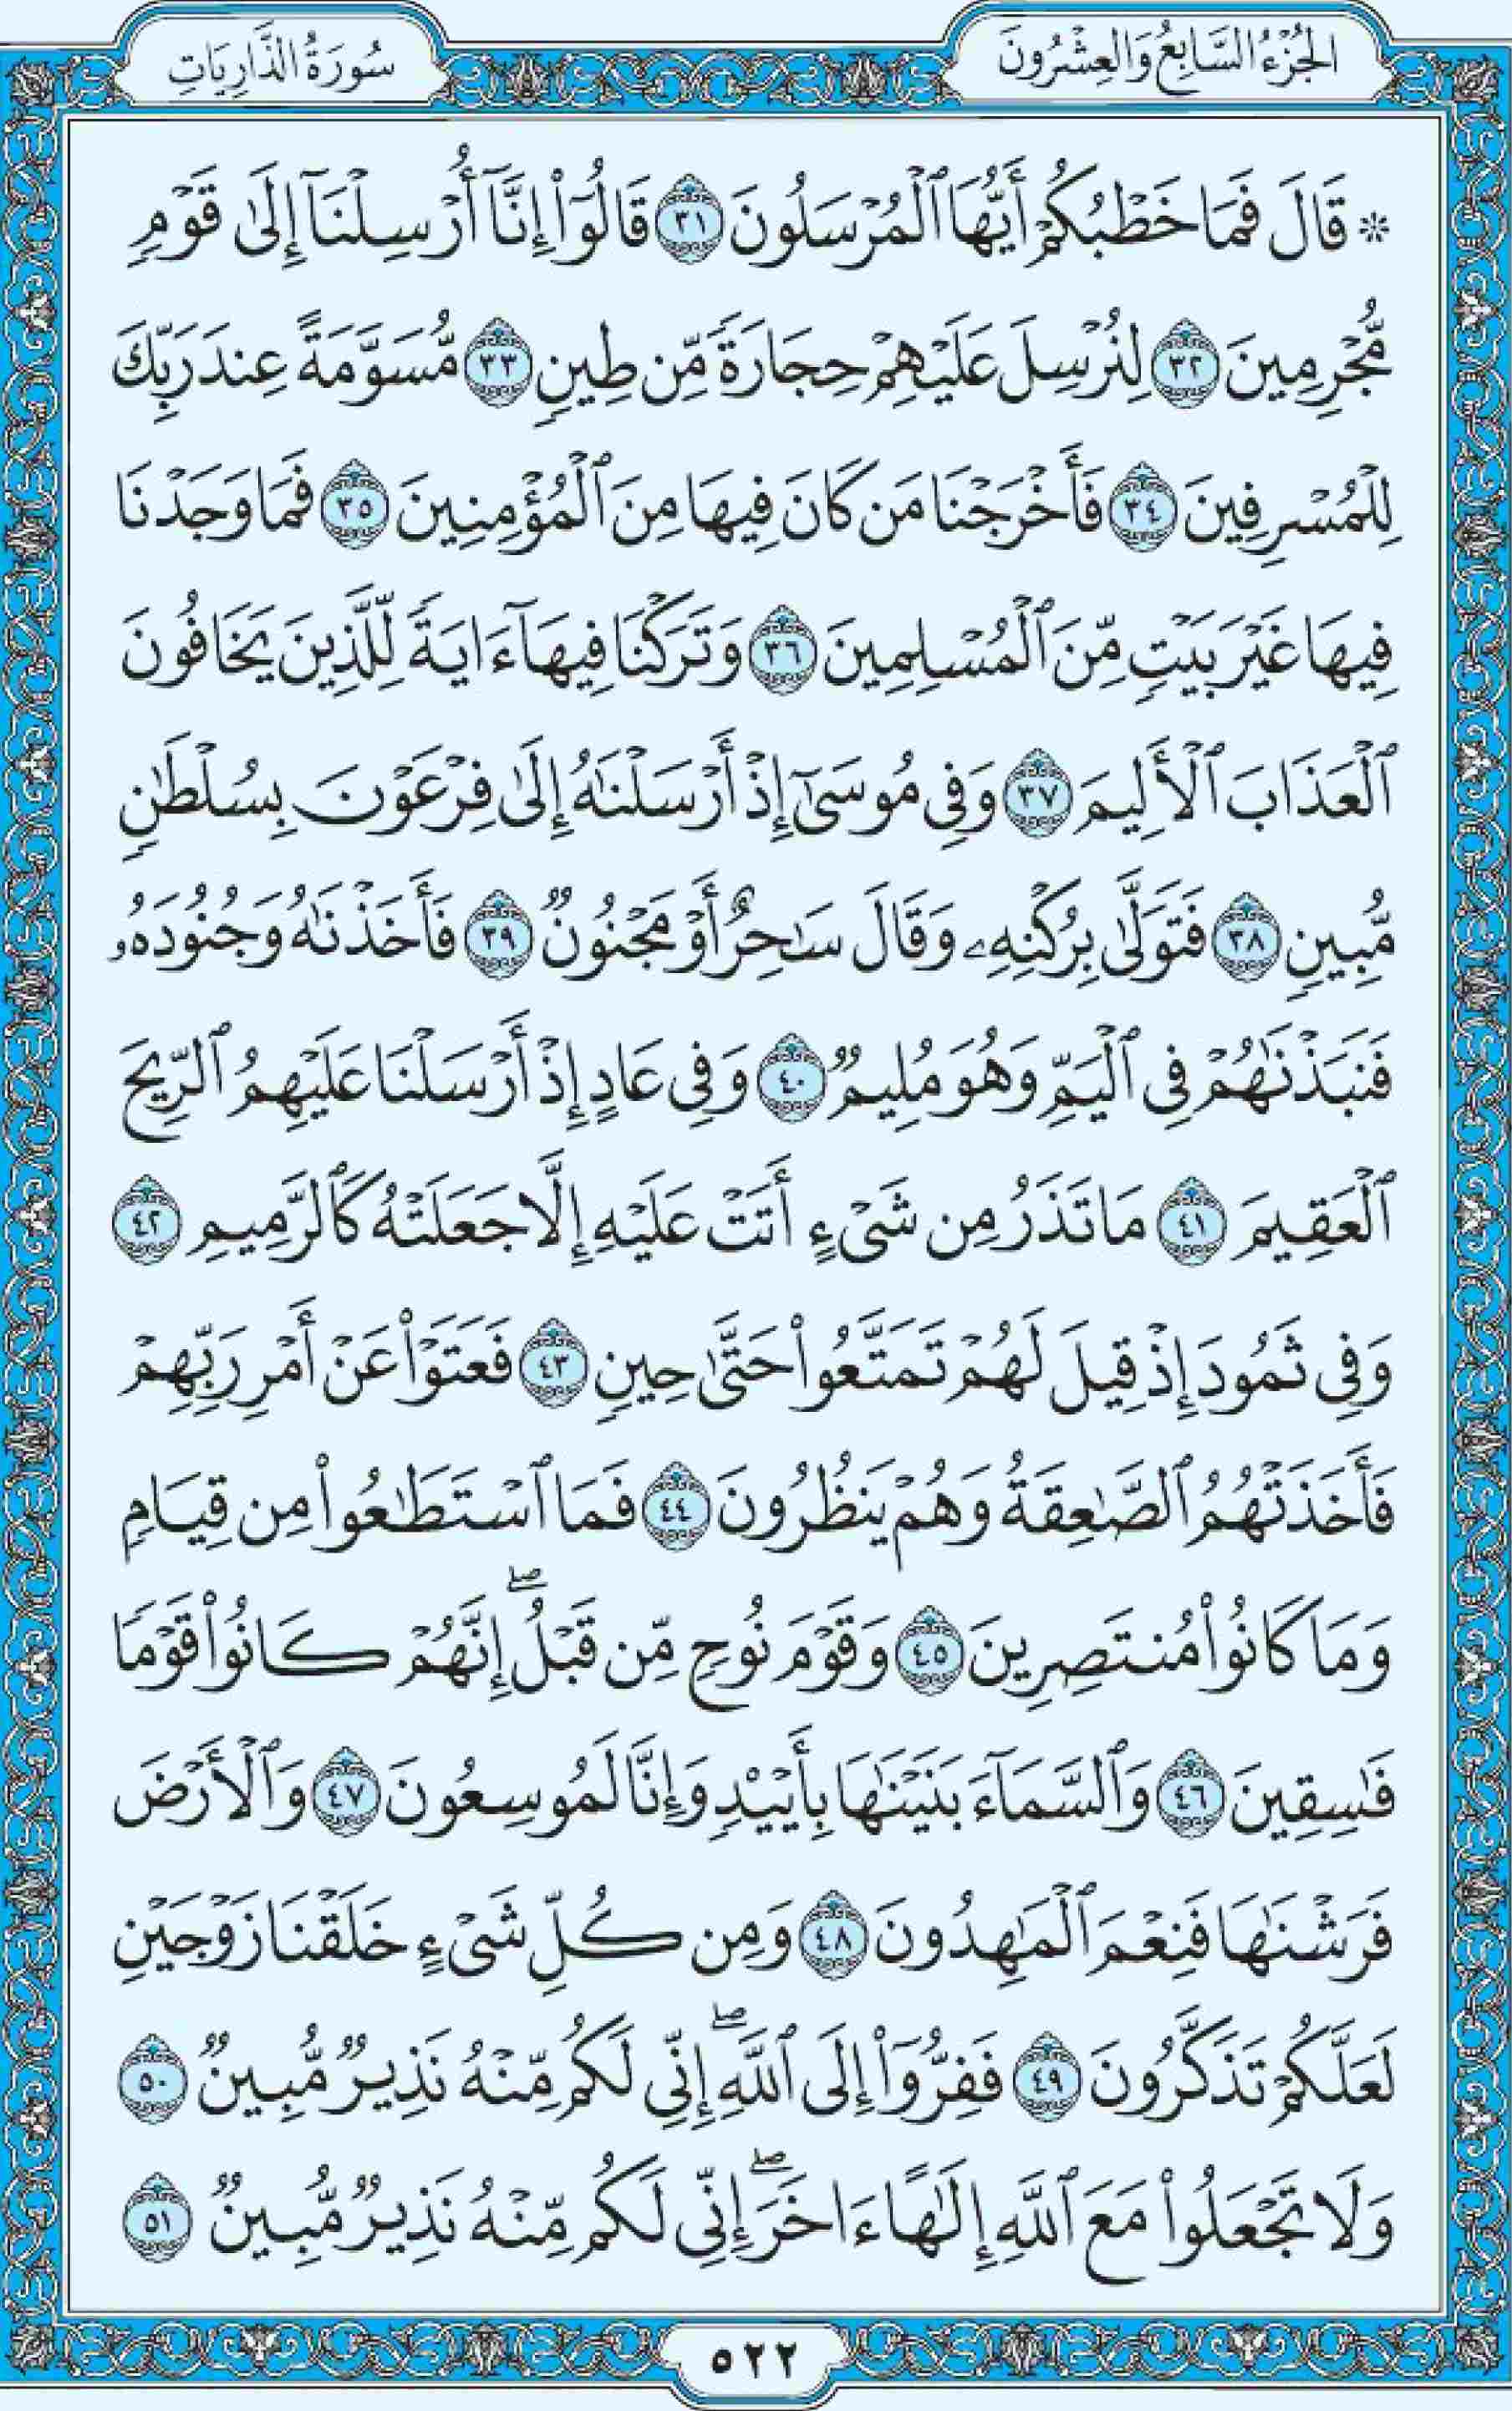 الجُزْءُ السَّابِعُ وَالعِشْرُونَ
سُورَةُ الذَّارِيَاتِ
۞ قَالَ فَمَا خَطْبُكُمْ أَيُّهَا ٱلْمُرْسَلُونَ ٣١ قَالُوٓا۟ إِنَّآ أُرْسِلْنَآ إِلَىٰ قَوْمٍ
مُّجْرِمِينَ ٣٢ لِنُرْسِلَ عَلَيْهِمْ حِجَارَةً مِّن طِينٍ ٣٣ مُّسَوَّمَةً عِندَ رَبِّكَ
لِلْمُسْرِفِينَ ٣٤ فَأَخْرَجْنَا مَن كَانَ فِيهَا مِنَ ٱلْمُؤْمِنِينَ ٣٥ فَمَا وَجَدْنَا
فِيهَا غَيْرَ بَيْتٍ مِّنَ ٱلْمُسْلِمِينَ ٣٦ وَتَرَكْنَا فِيهَآ ءَايَةً لِّلَّذِينَ يَخَافُونَ
ٱلْعَذَابَ ٱلْأَلِيمَ ٣٧ وَفِى مُوسَىٰٓ إِذْ أَرْسَلْنَٰهُ إِلَىٰ فِرْعَوْنَ بِسُلْطَٰنٍ
مُّبِينٍ ٣٨ فَتَوَلَّىٰ بِرُكْنِهِۦ وَقَالَ سَٰحِرٌ أَوْ مَجْنُونٌ ٣٩ فَأَخَذْنَٰهُ وَجُنُودَهُۥ
فَنَبَذْنَٰهُمْ فِى ٱلْيَمِّ وَهُوَ مُلِيمٌ ٤٠ وَفِى عَادٍ إِذْ أَرْسَلْنَا عَلَيْهِمُ ٱلرِّيحَ
ٱلْعَقِيمَ ٤١ مَا تَذَرُ مِن شَىْءٍ أَتَتْ عَلَيْهِ إِلَّا جَعَلَتْهُ كَٱلرَّمِيمِ ٤٢
وَفِى ثَمُودَ إِذْ قِيلَ لَهُمْ تَمَتَّعُوا۟ حَتَّىٰ حِينٍ ٤٣ فَعَتَوْا۟ عَنْ أَمْرِ رَبِّهِمْ
فَأَخَذَتْهُمُ ٱلصَّٰعِقَةُ وَهُمْ يَنظُرُونَ ٤٤ فَمَا ٱسْتَطَٰعُوا۟ مِن قِيَامٍ
وَمَا كَانُوا۟ مُنتَصِرِينَ ٤٥ وَقَوْمَ نُوحٍ مِّن قَبْلُ ۖ إِنَّهُمْ كَانُوا۟ قَوْمًا
فَٰسِقِينَ ٤٦ وَٱلسَّمَآءَ بَنَيْنَٰهَا بِأَيْي۟دٍ وَإِنَّا لَمُوسِعُونَ ٤٧ وَٱلْأَرْضَ
فَرَشْنَٰهَا فَنِعْمَ ٱلْمَٰهِدُونَ ٤٨ وَمِن كُلِّ شَىْءٍ خَلَقْنَا زَوْجَيْنِ
لَعَلَّكُمْ تَذَكَّرُونَ ٤٩ فَفِرُّوٓا۟ إِلَى ٱللَّهِ ۖ إِنِّى لَكُم مِّنْهُ نَذِيرٌ مُّبِينٌ ٥٠
وَلَا تَجْعَلُوا۟ مَعَ ٱللَّهِ إِلَٰهًا ءَاخَرَ ۖ إِنِّى لَكُم مِّنْهُ نَذِيرٌ مُّبِينٌ ٥١
٥٢٢